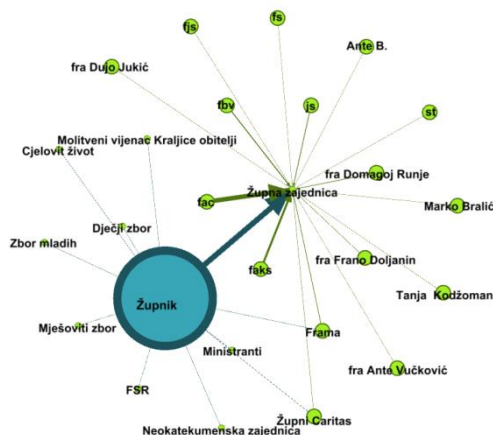 fs
fjs
Ante B.
fra Dujo Jukić
fbv
js
st
Molitveni vijenac Kraljice obitelji
Cjelovit život
fra Domagoj Runje
Župna zajednica
fac
Marko Bralić
Dječji zbor
Zbor mladih
fra Frano Doljanin
faks
Tanja Kodžoman
Župnik
Mješoviti zbor
Frama
Ministranti
fra Ante Vučković
FSR
Župni Caritas
Neokatekumenska zajednica